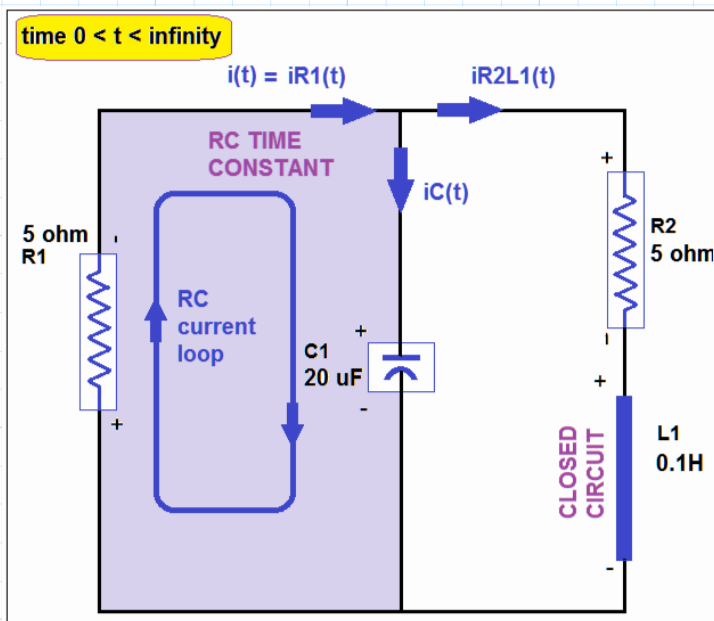 time 0 < t < infinity
i(t) = iR1(t)
iR2L1(t)
RC TIME
CONSTANT
iC(t)
+
R2
5 ohm
-
5 ohm
R1
-
+
RC
current
loop
C1
20 uF
+
-
+
L1
0.1H
-
CLOSED
CIRCUIT